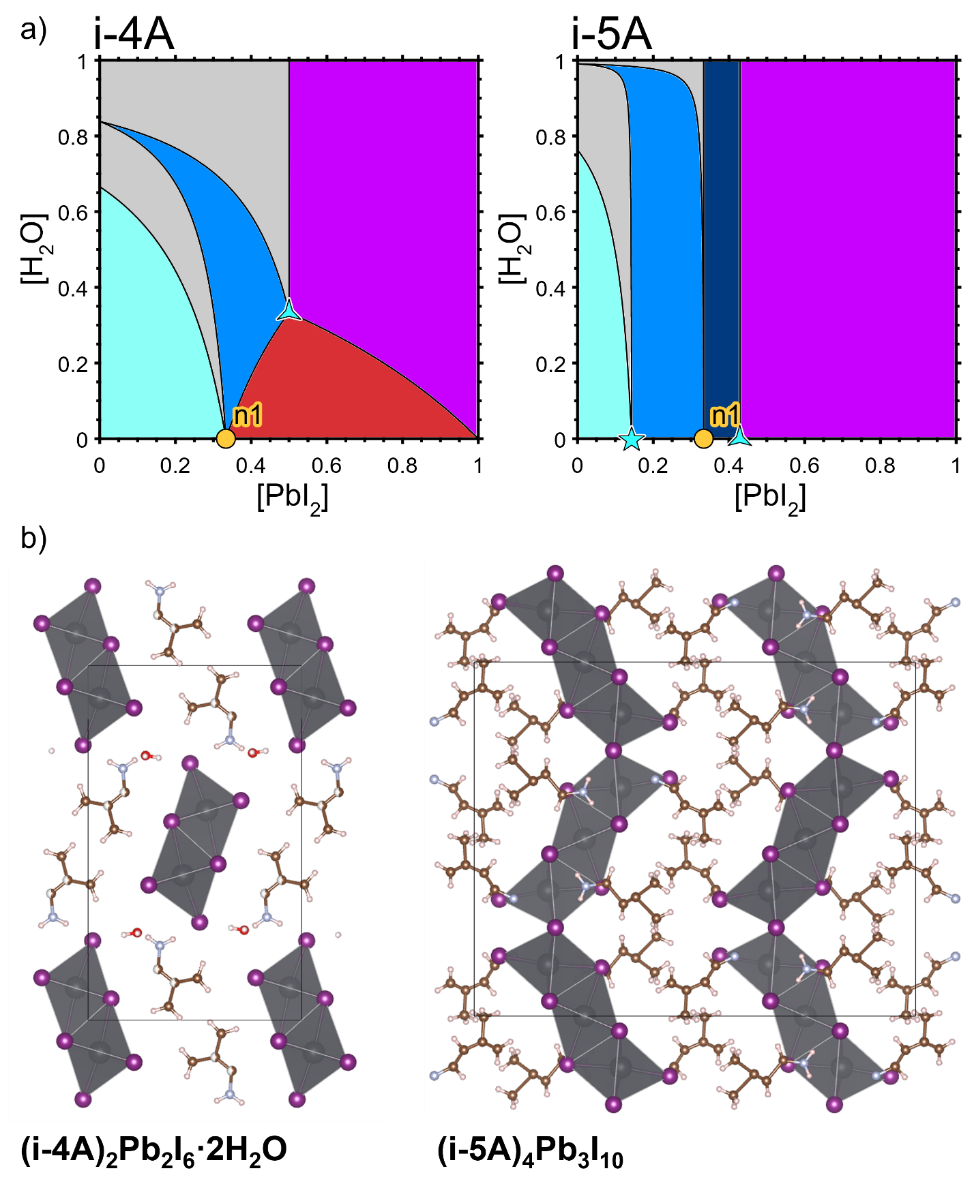 a)
i-4A
i-5A
1
0.8
0.6
0.4
0.2
0
[H₂O]
0 0.2 0.4 0.6 0.8 1
[PbI₂]
n1
1
0.8
0.6
0.4
0.2
0
[H₂O]
0 0.2 0.4 0.6 0.8 1
[PbI₂]
n1
b)
(i-4A)₂Pb₂I₆·2H₂O
(i-5A)₄Pb₃I₁₀